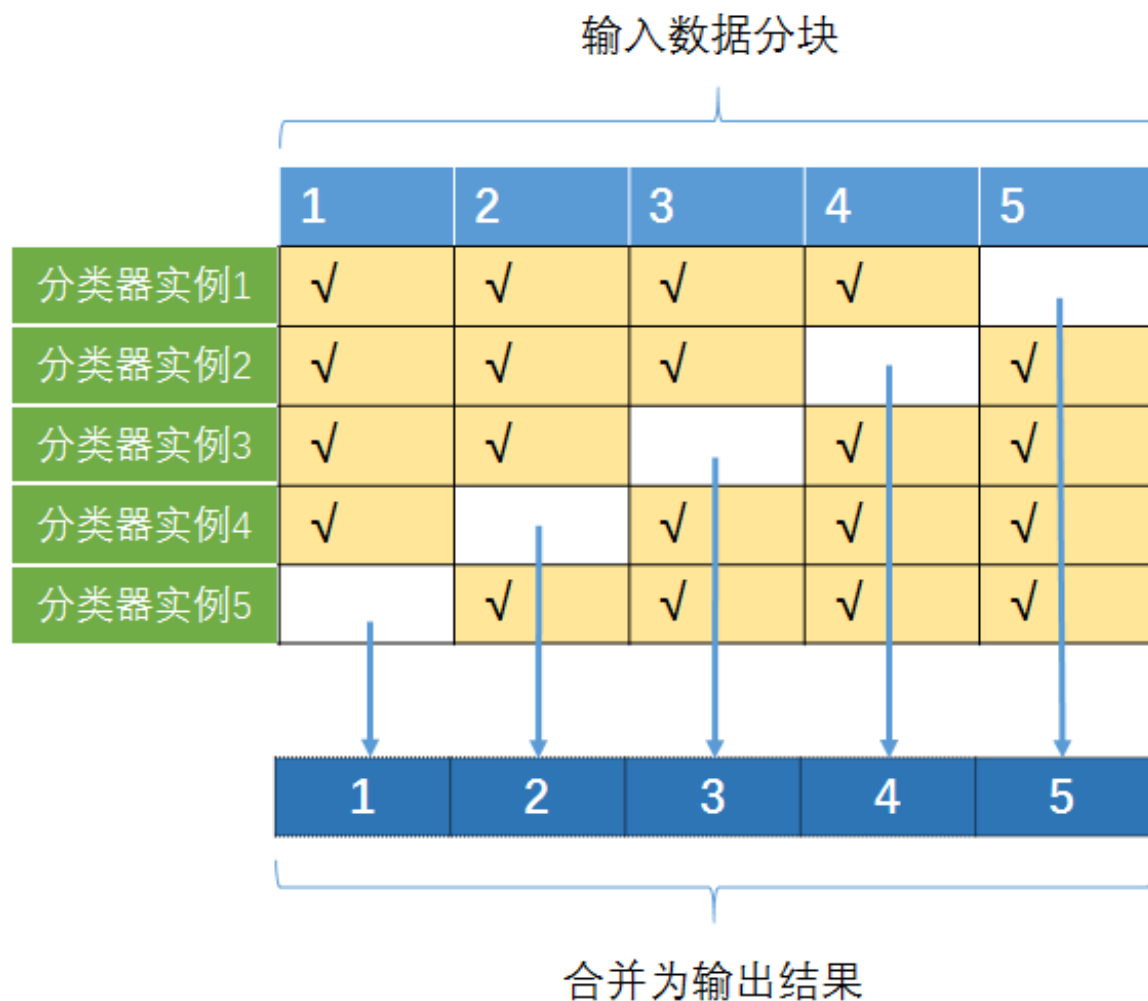 输入数据分块
1 2 3 4 5
分类器实例1 √ √ √ √
分类器实例2 √ √ √ √
分类器实例3 √ √ √ √
分类器实例4 √ √ √ √
分类器实例5 √ √ √ √
1 2 3 4 5
合并为输出结果